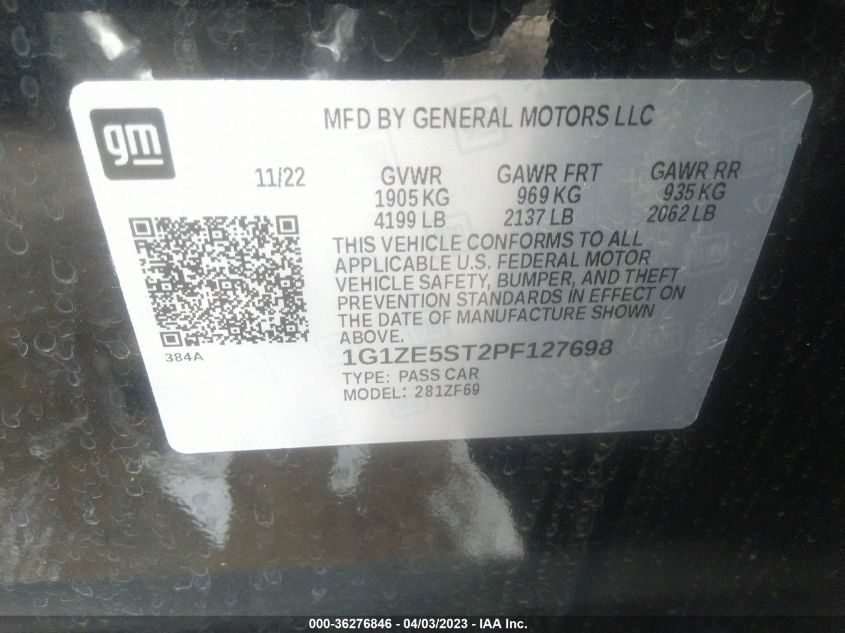 gm
MFD BY GENERAL MOTORS LLC
11/22
GVWR GAWR FRT GAWR RR
1905 KG 969 KG 935 KG
4199 LB 2137 LB 2062 LB
THIS VEHICLE CONFORMS TO ALL
APPLICABLE U.S. FEDERAL MOTOR
VEHICLE SAFETY, BUMPER, AND THEFT
PREVENTION STANDARDS IN EFFECT ON
THE DATE OF MANUFACTURE SHOWN
ABOVE.
384A
1G1ZE5ST2PF127698
TYPE: PASS CAR
MODEL: 281ZF69
000-36276846 - 04/03/2023 - IAA Inc.